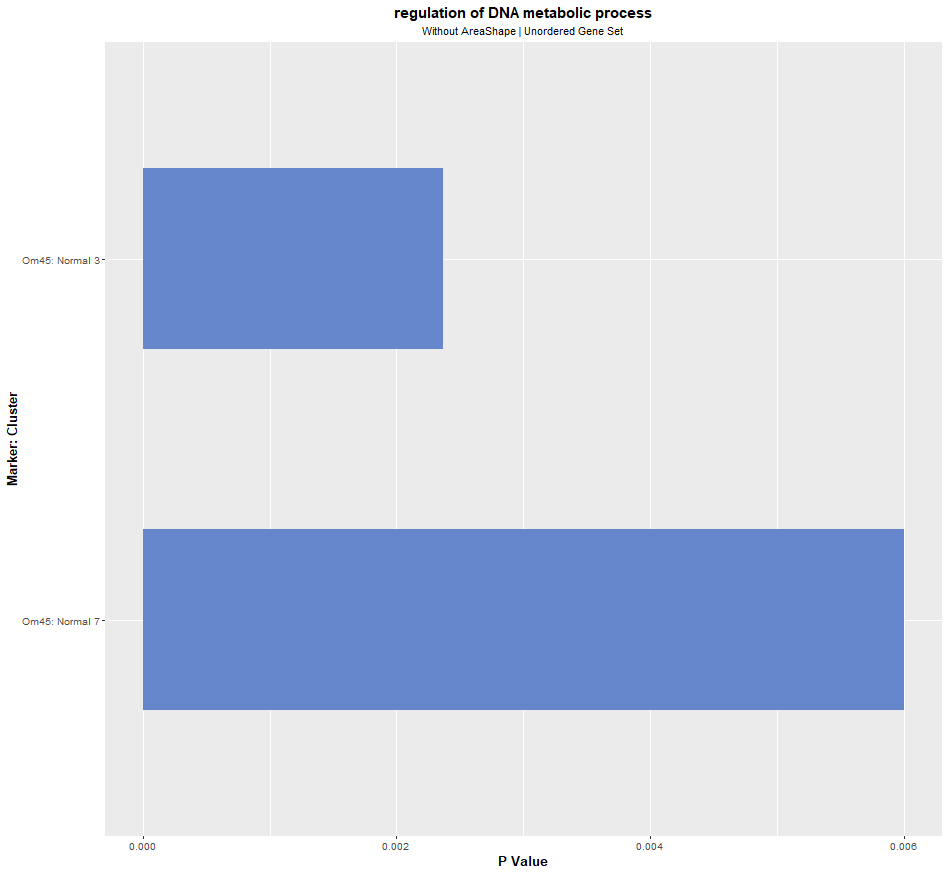 regulation of DNA metabolic process
Without AreaShape | Unordered Gene Set
Marker: Cluster
Om45: Normal 3
Om45: Normal 7
0.000
0.002
0.004
0.006
P Value